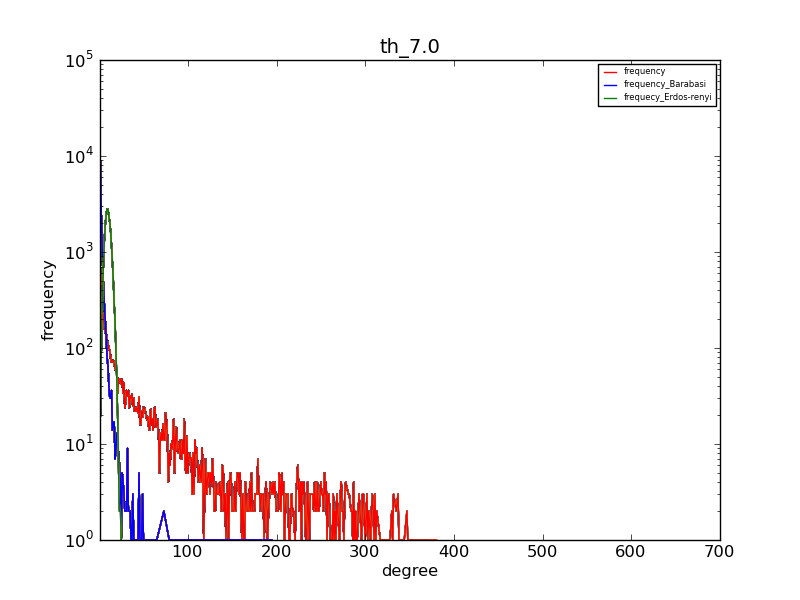 th_7.0
frequency
frequency_Barabasi
frequecy_Erdos-renyi
10^5
10^4
10^3
10^2
10^1
10^0
frequency
100 200 300 400 500 600 700
degree